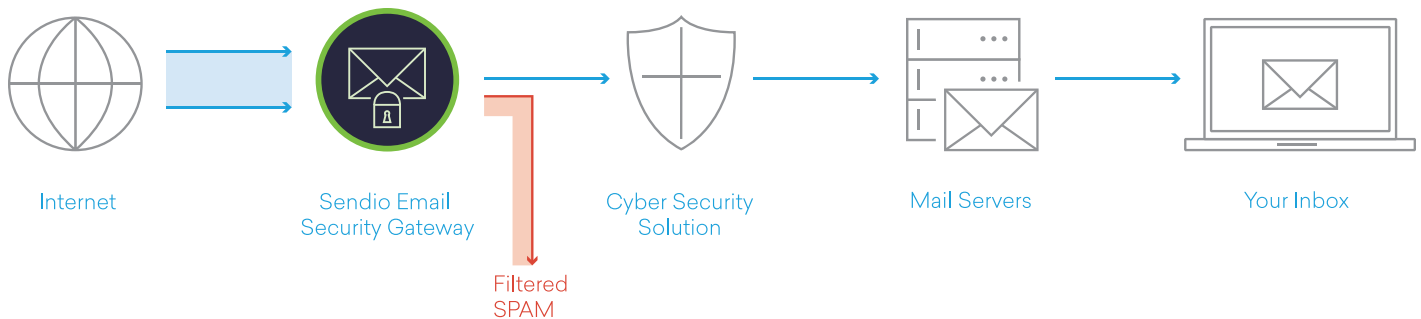 Internet
Sendio Email
Security Gateway
Cyber Security
Solution
Mail Servers
Your Inbox
Filtered
SPAM